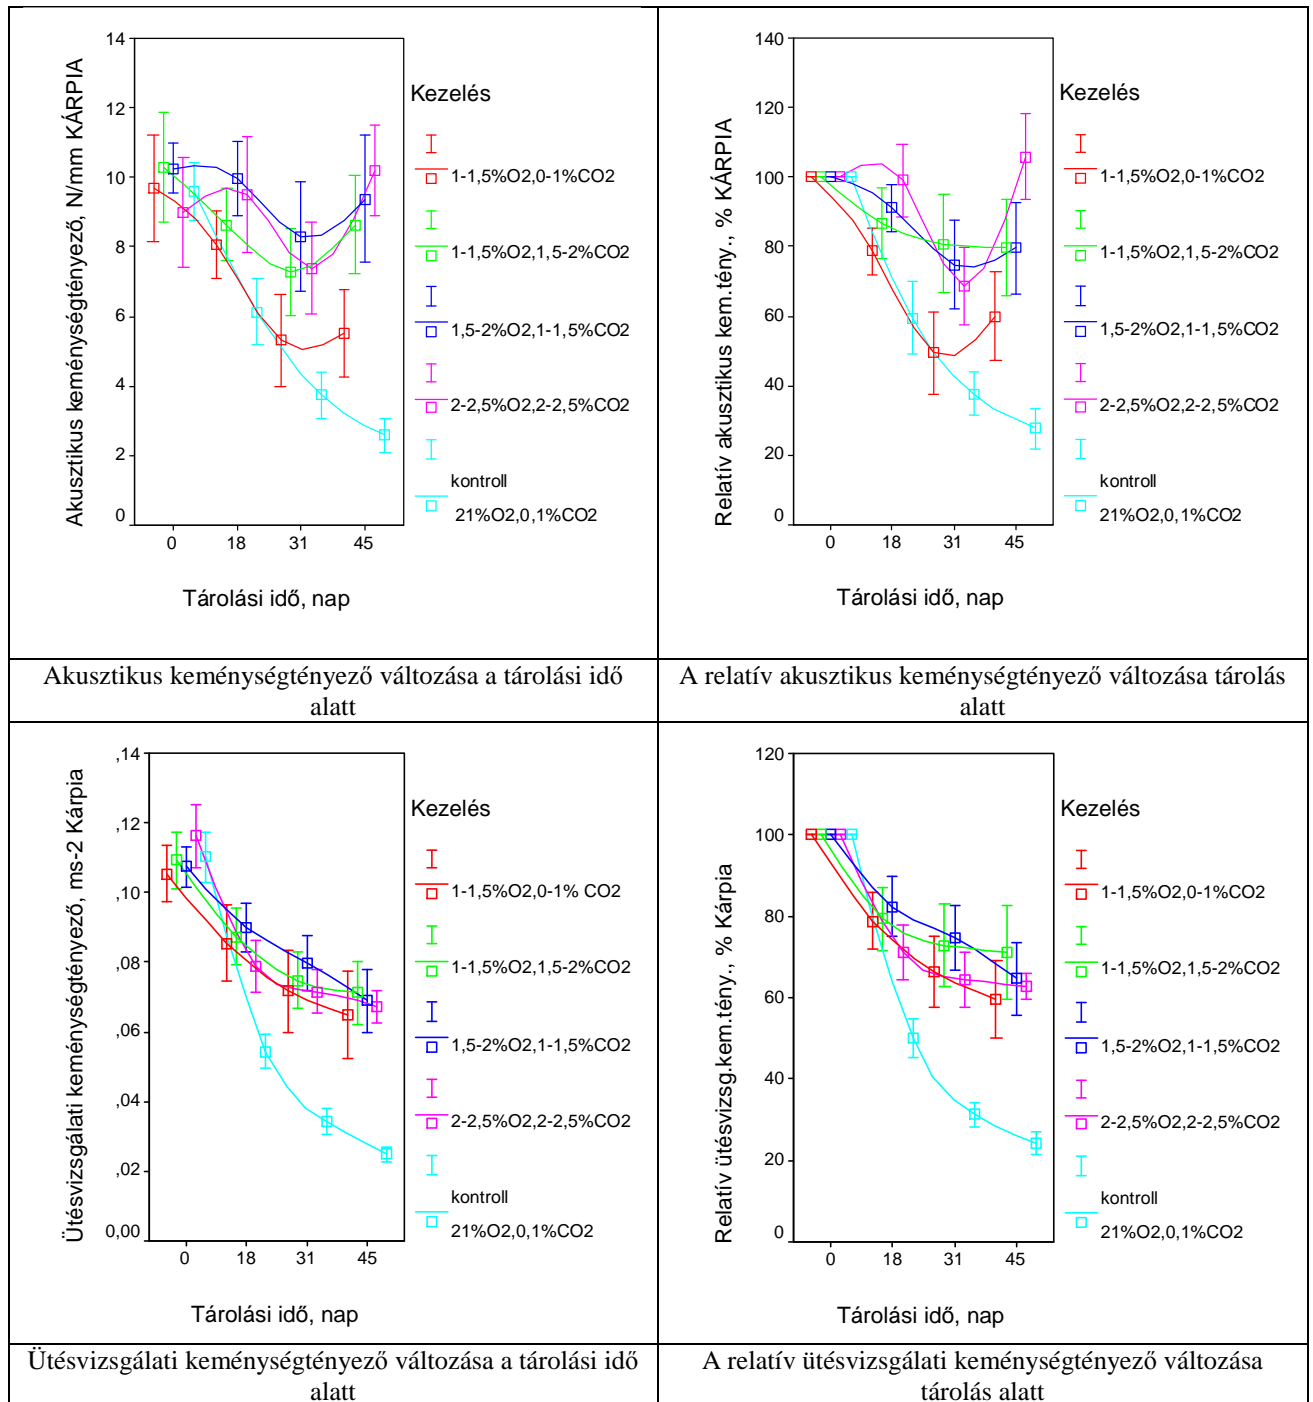 14
12
10
8
6
4
2
0
Akusztikus keménységtényező, N/mm KÁRPIA
0 18 31 45
Tárolási idő, nap
Kezelés
1-1,5%O2,0-1%CO2
1-1,5%O2,1,5-2%CO2
1,5-2%O2,1-1,5%CO2
2-2,5%O2,2-2,5%CO2
kontroll
21%O2,0,1%CO2
140
120
100
80
60
40
20
0
Relatív akusztikus kem.tény., % KÁRPIA
0 18 31 45
Tárolási idő, nap
Kezelés
1-1,5%O2,0-1%CO2
1-1,5%O2,1,5-2%CO2
1,5-2%O2,1-1,5%CO2
2-2,5%O2,2-2,5%CO2
kontroll
21%O2,0,1%CO2
Akusztikus keménységtényező változása a tárolási idő
alatt
A relatív akusztikus keménységtényező változása tárolás
alatt
,14
,12
,10
,08
,06
,04
,02
0,00
Ütésvizsgálati keménységtényező, ms-2 Kárpia
0 18 31 45
Tárolási idő, nap
Kezelés
1-1,5%O2,0-1% CO2
1-1,5%O2,1,5-2%CO2
1,5-2%O2,1-1,5%CO2
2-2,5%O2,2-2,5%CO2
kontroll
21%O2,0,1%CO2
120
100
80
60
40
20
0
Relatív ütésvizsg.kem.tény., % Kárpia
0 18 31 45
Tárolási idő, nap
Kezelés
1-1,5%O2,0-1%CO2
1-1,5%O2,1,5-2%CO2
1,5-2%O2,1-1,5%CO2
2-2,5%O2,2-2,5%CO2
kontroll
21%O2,0,1%CO2
Ütésvizsgálati keménységtényező változása a tárolási idő
alatt
A relatív ütésvizsgálati keménységtényező változása
tárolás alatt